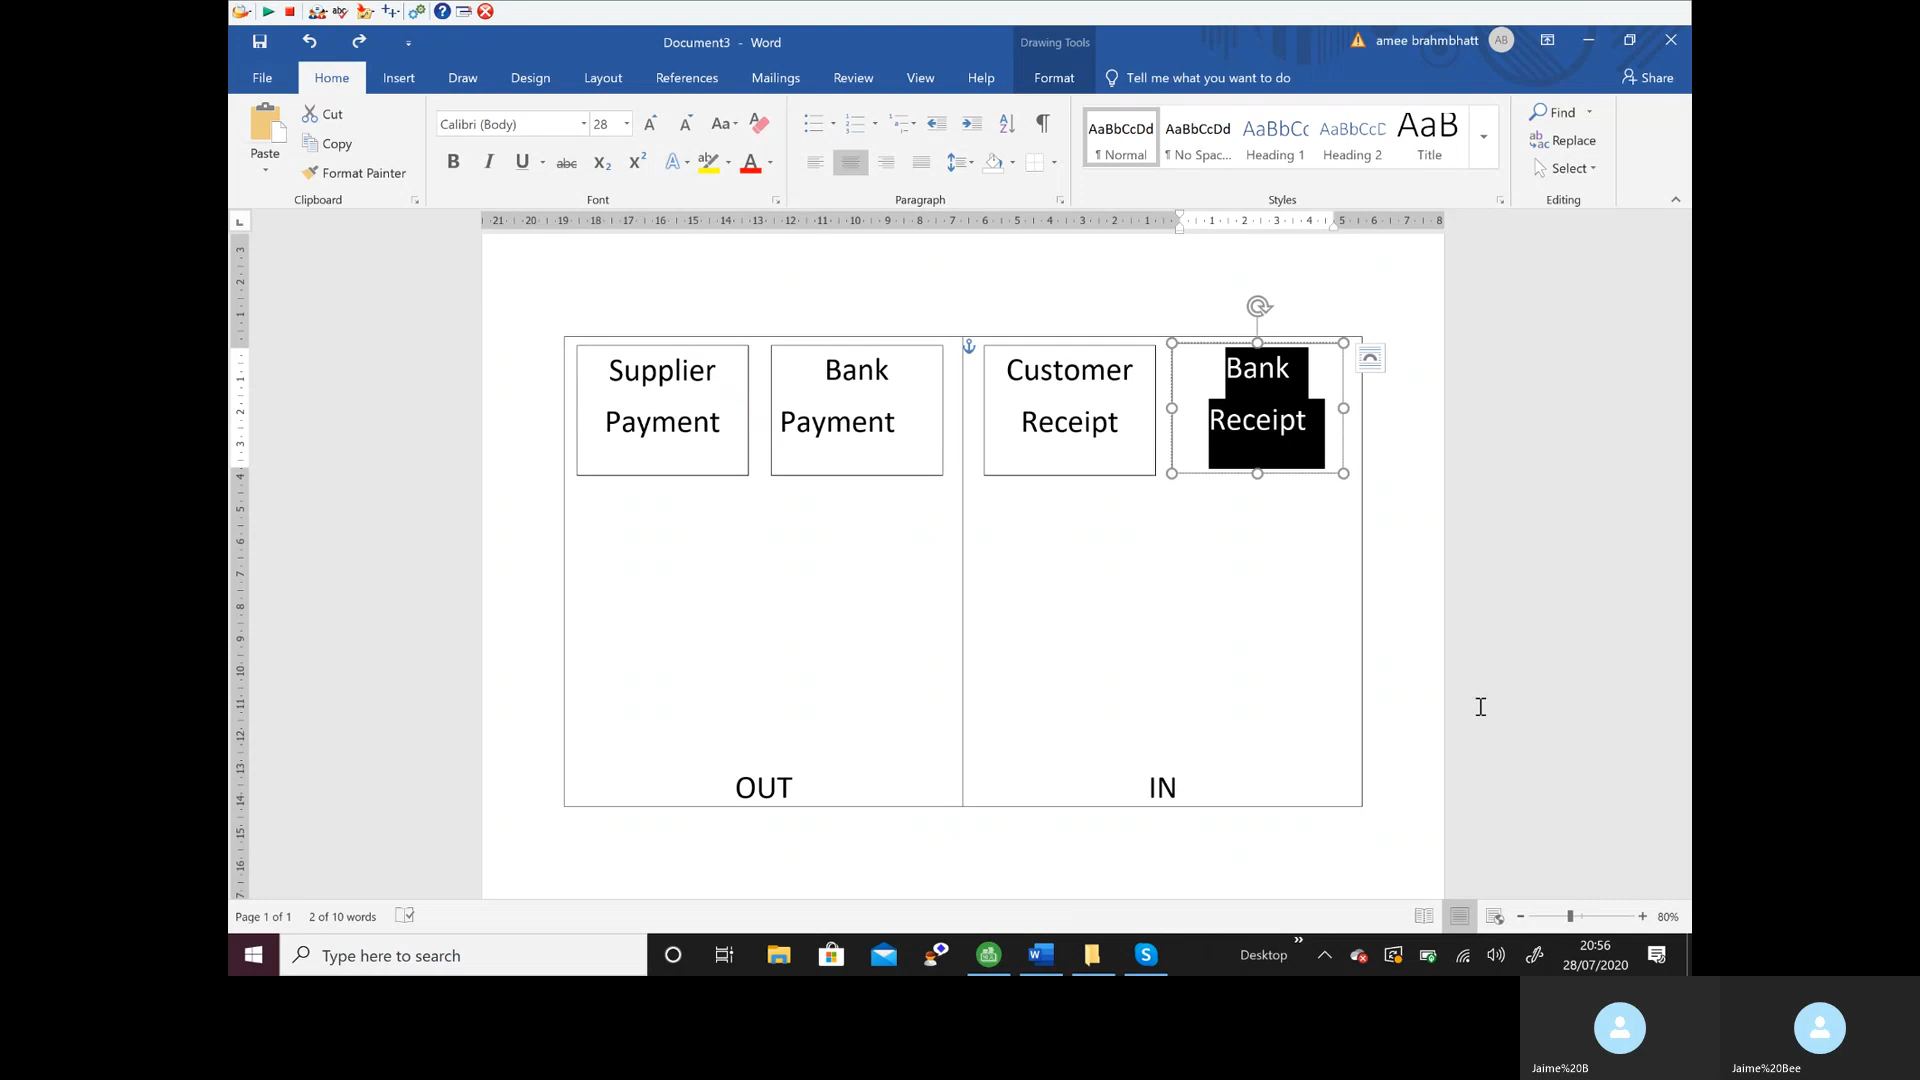 Document3 - Word
Drawing Tools
amee brahmbhatt
AB
File
Home
Insert
Draw
Design
Layout
References
Mailings
Review
View
Help
Format
Tell me what you want to do
Share
Paste
Cut
Copy
Format Painter
Clipboard
Calibri (Body)
28
Font
Paragraph
AaBbCcDd
¶ Normal
AaBbCcDd
¶ No Spac...
AaBbCc
Heading 1
AaBbCcD
Heading 2
AaB
Title
Styles
Find
Replace
Select
Editing
Supplier
Payment
Bank
Payment
Customer
Receipt
Bank
Receipt
OUT
IN
Page 1 of 1
2 of 10 words
80%
Type here to search
Desktop
20:56
28/07/2020
Jaime%20B
Jaime%20Bee